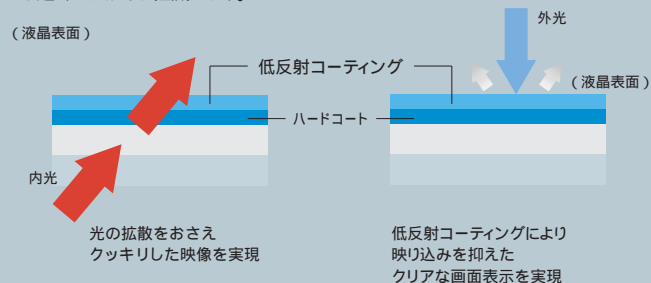 (液晶表面)
外光
低反射コーティング
(液晶表面)
ハードコート
内光
光の拡散をおさえ
クッキリした映像を実現
低反射コーティングにより
映り込みを抑えた
クリアな画面表示を実現